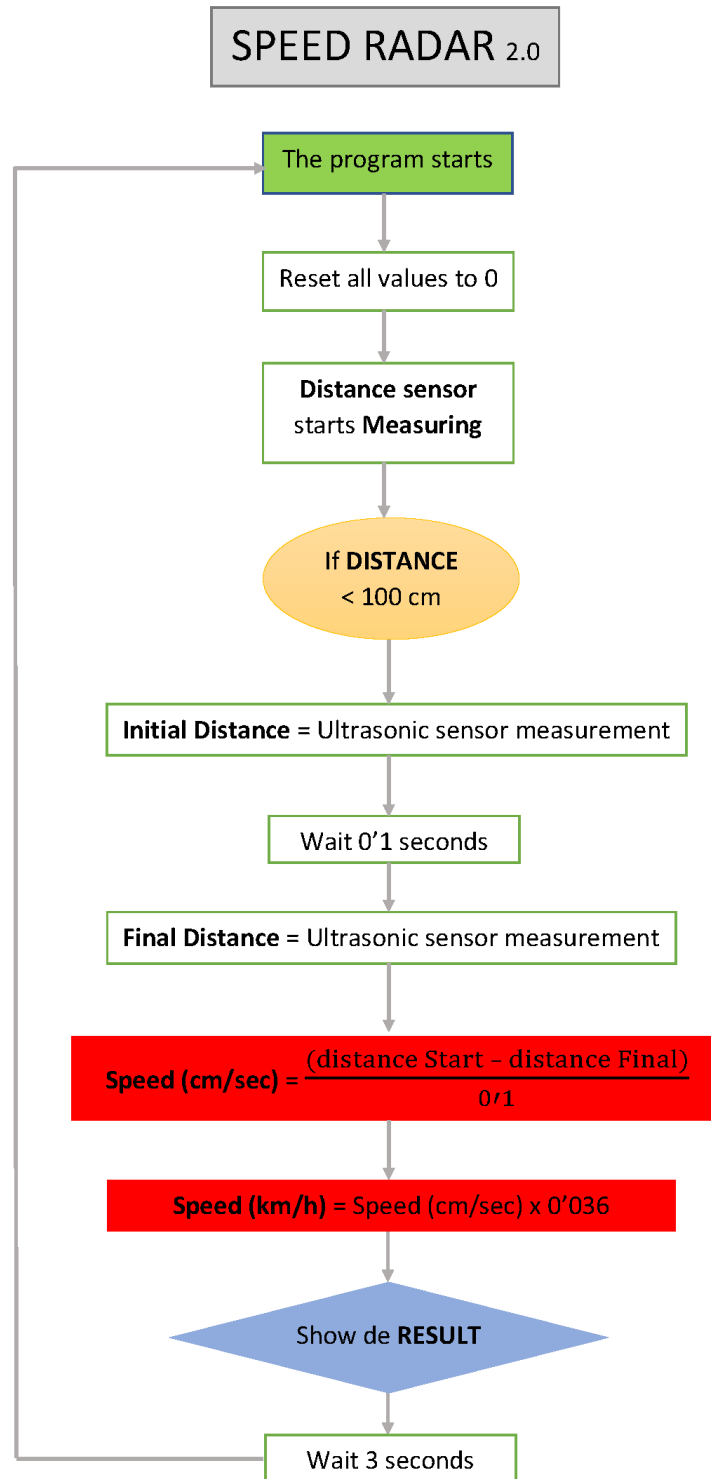 SPEED RADAR 2.0
The program starts
Reset all values to 0
Distance sensor
starts Measuring
If DISTANCE
< 100 cm
Initial Distance = Ultrasonic sensor measurement
Wait 0’1 seconds
Final Distance = Ultrasonic sensor measurement
Speed (cm/sec) = (distance Start – distance Final)
0′1
Speed (km/h) = Speed (cm/sec) x 0’036
Show de RESULT
Wait 3 seconds